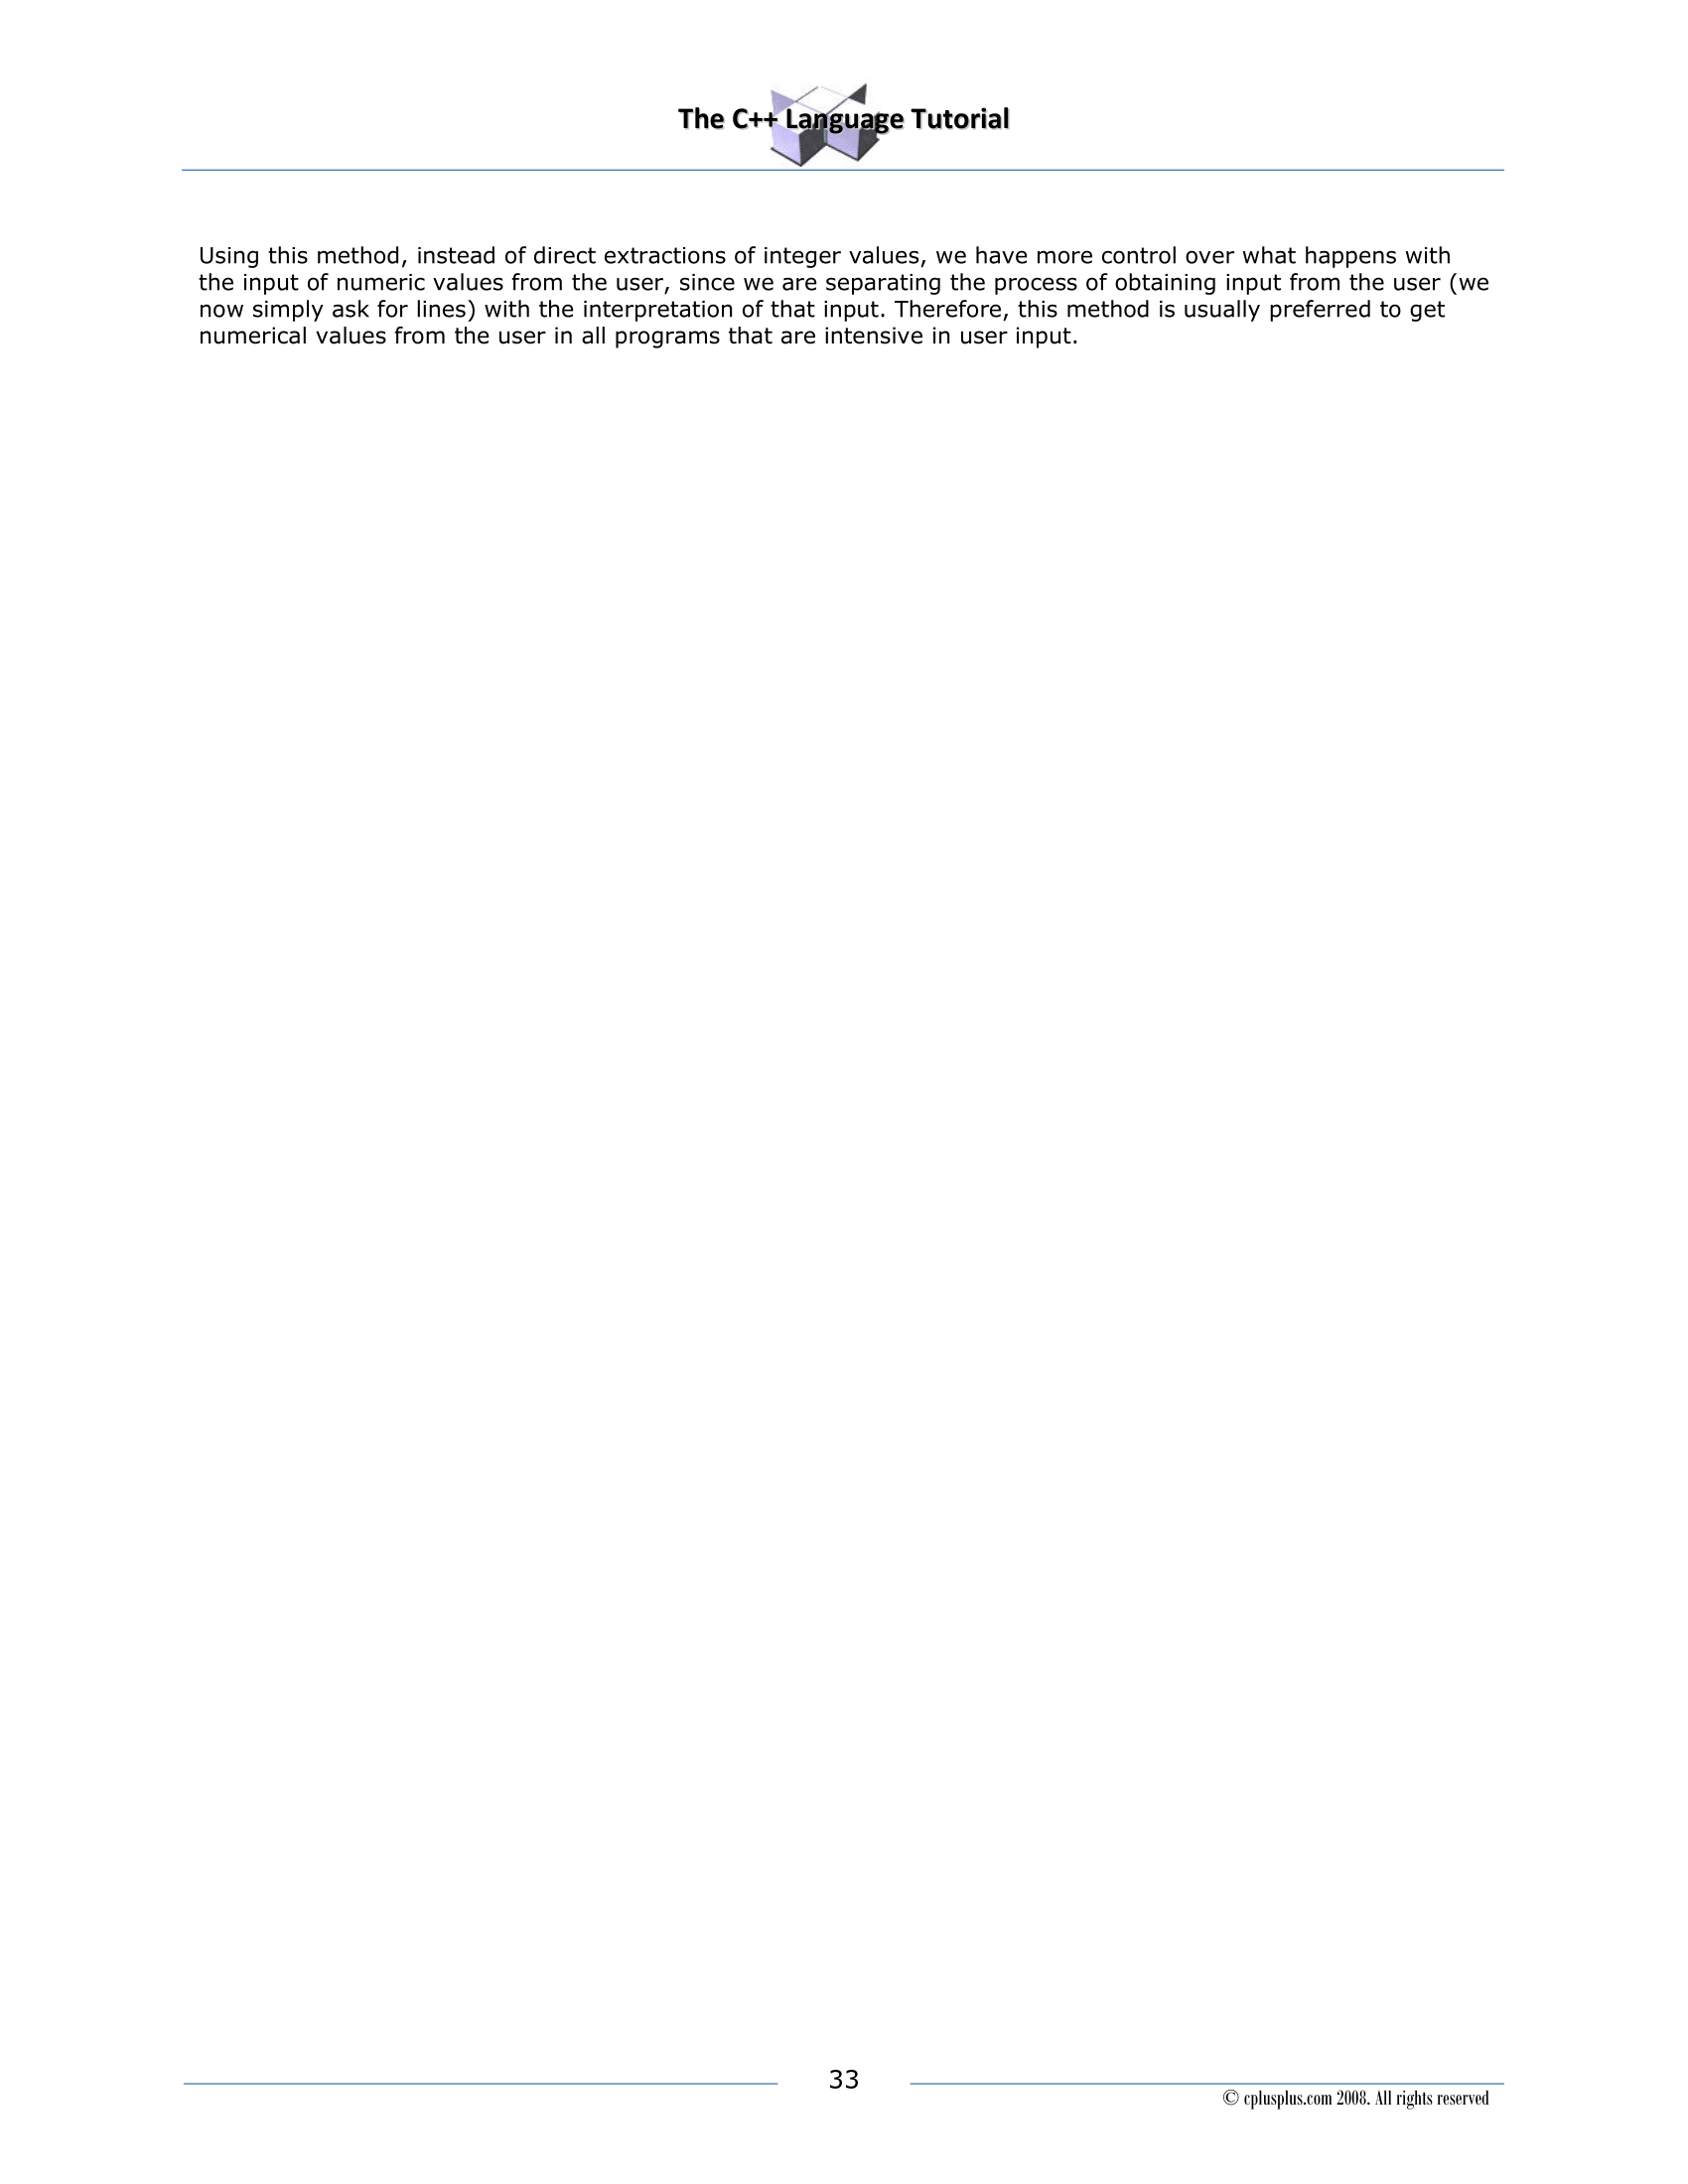 The C++ Language Tutorial
Using this method, instead of direct extractions of integer values, we have more control over what happens with
the input of numeric values from the user, since we are separating the process of obtaining input from the user (we
now simply ask for lines) with the interpretation of that input. Therefore, this method is usually preferred to get
numerical values from the user in all programs that are intensive in user input.
33
© cplusplus.com 2008. All rights reserved